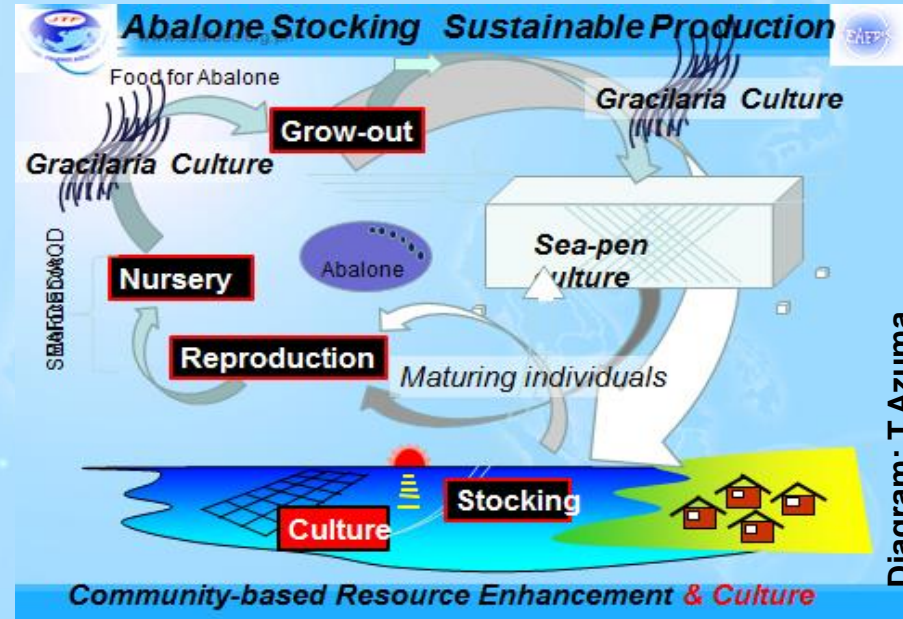 JTF
Abalone Stocking Sustainable Production
Food for Abalone
Gracilaria Culture
Grow-out
Gracilaria Culture
Sea-pen
culture
Nursery
Abalone
Reproduction
Maturing individuals
Stocking
Culture
Community-based Resource Enhancement & Culture
Diagram: T Azuma